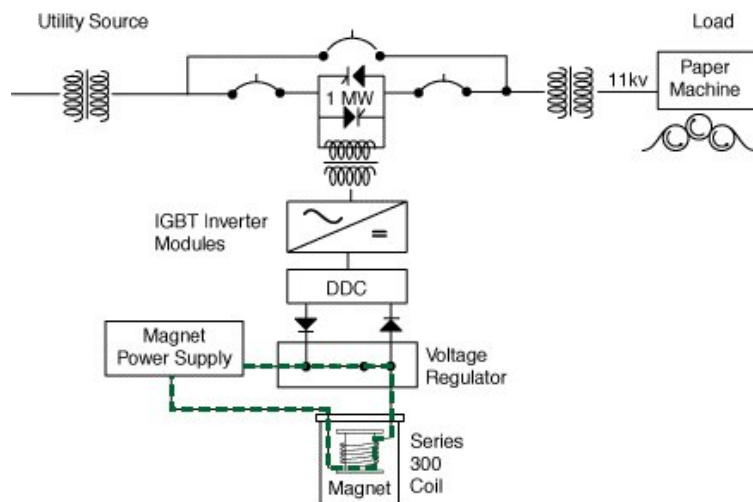 Utility Source
Load
1 MW
11kv
Paper
Machine
IGBT Inverter
Modules
DDC
Magnet
Power Supply
Voltage
Regulator
Series
300
Coil
Magnet